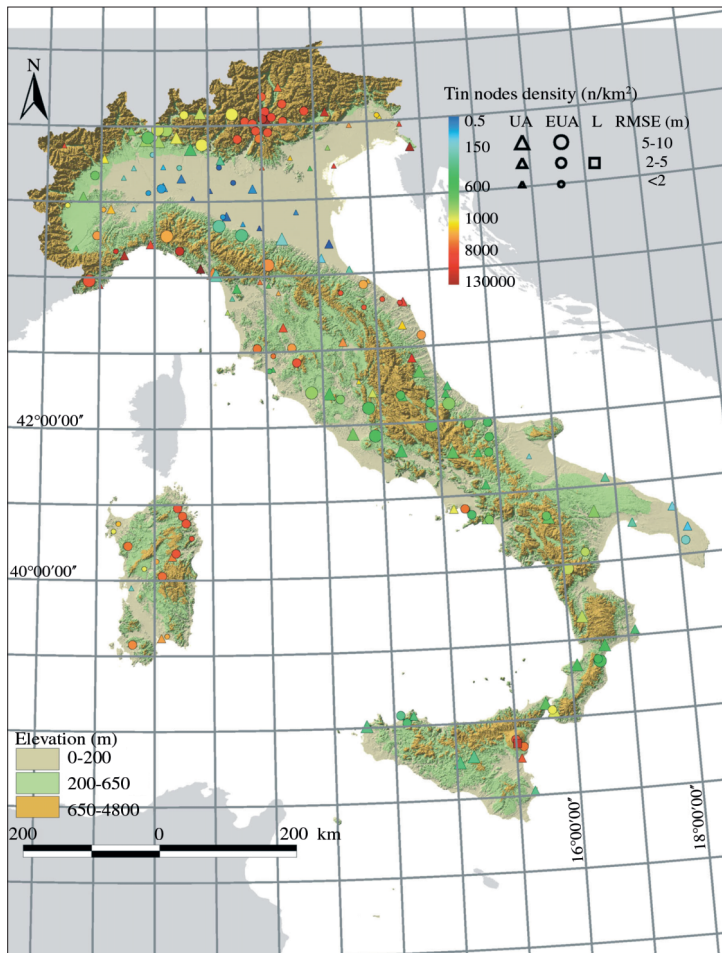 N
Tin nodes density (n/km²)
0.5 UA EUA L RMSE (m)
150 5-10
2-5
600 <2
1000
8000
130000
42°00′00″
40°00′00″
Elevation (m)
0-200
200-650
650-4800
200 0 200 km
16°00′00″
18°00′00″